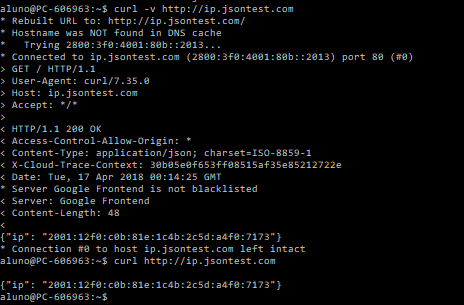 aluno@PC-606963:~$ curl -v http://ip.jsontest.com
* Rebuilt URL to: http://ip.jsontest.com/
* Hostname was NOT found in DNS cache
*   Trying 2800:3f0:4001:80b::2013...
* Connected to ip.jsontest.com (2800:3f0:4001:80b::2013) port 80 (#0)
> GET / HTTP/1.1
> User-Agent: curl/7.35.0
> Host: ip.jsontest.com
> Accept: */*
>
< HTTP/1.1 200 OK
< Access-Control-Allow-Origin: *
< Content-Type: application/json; charset=ISO-8859-1
< X-Cloud-Trace-Context: 30b05e0f653ff08515af35e85212722e
< Date: Tue, 17 Apr 2018 00:14:25 GMT
* Server Google Frontend is not blacklisted
< Server: Google Frontend
< Content-Length: 48
<
{"ip": "2001:12f0:c0b:81e:1c4b:2c5d:a4f0:7173"}
* Connection #0 to host ip.jsontest.com left intact
aluno@PC-606963:~$ curl http://ip.jsontest.com
{"ip": "2001:12f0:c0b:81e:1c4b:2c5d:a4f0:7173"}
aluno@PC-606963:~$